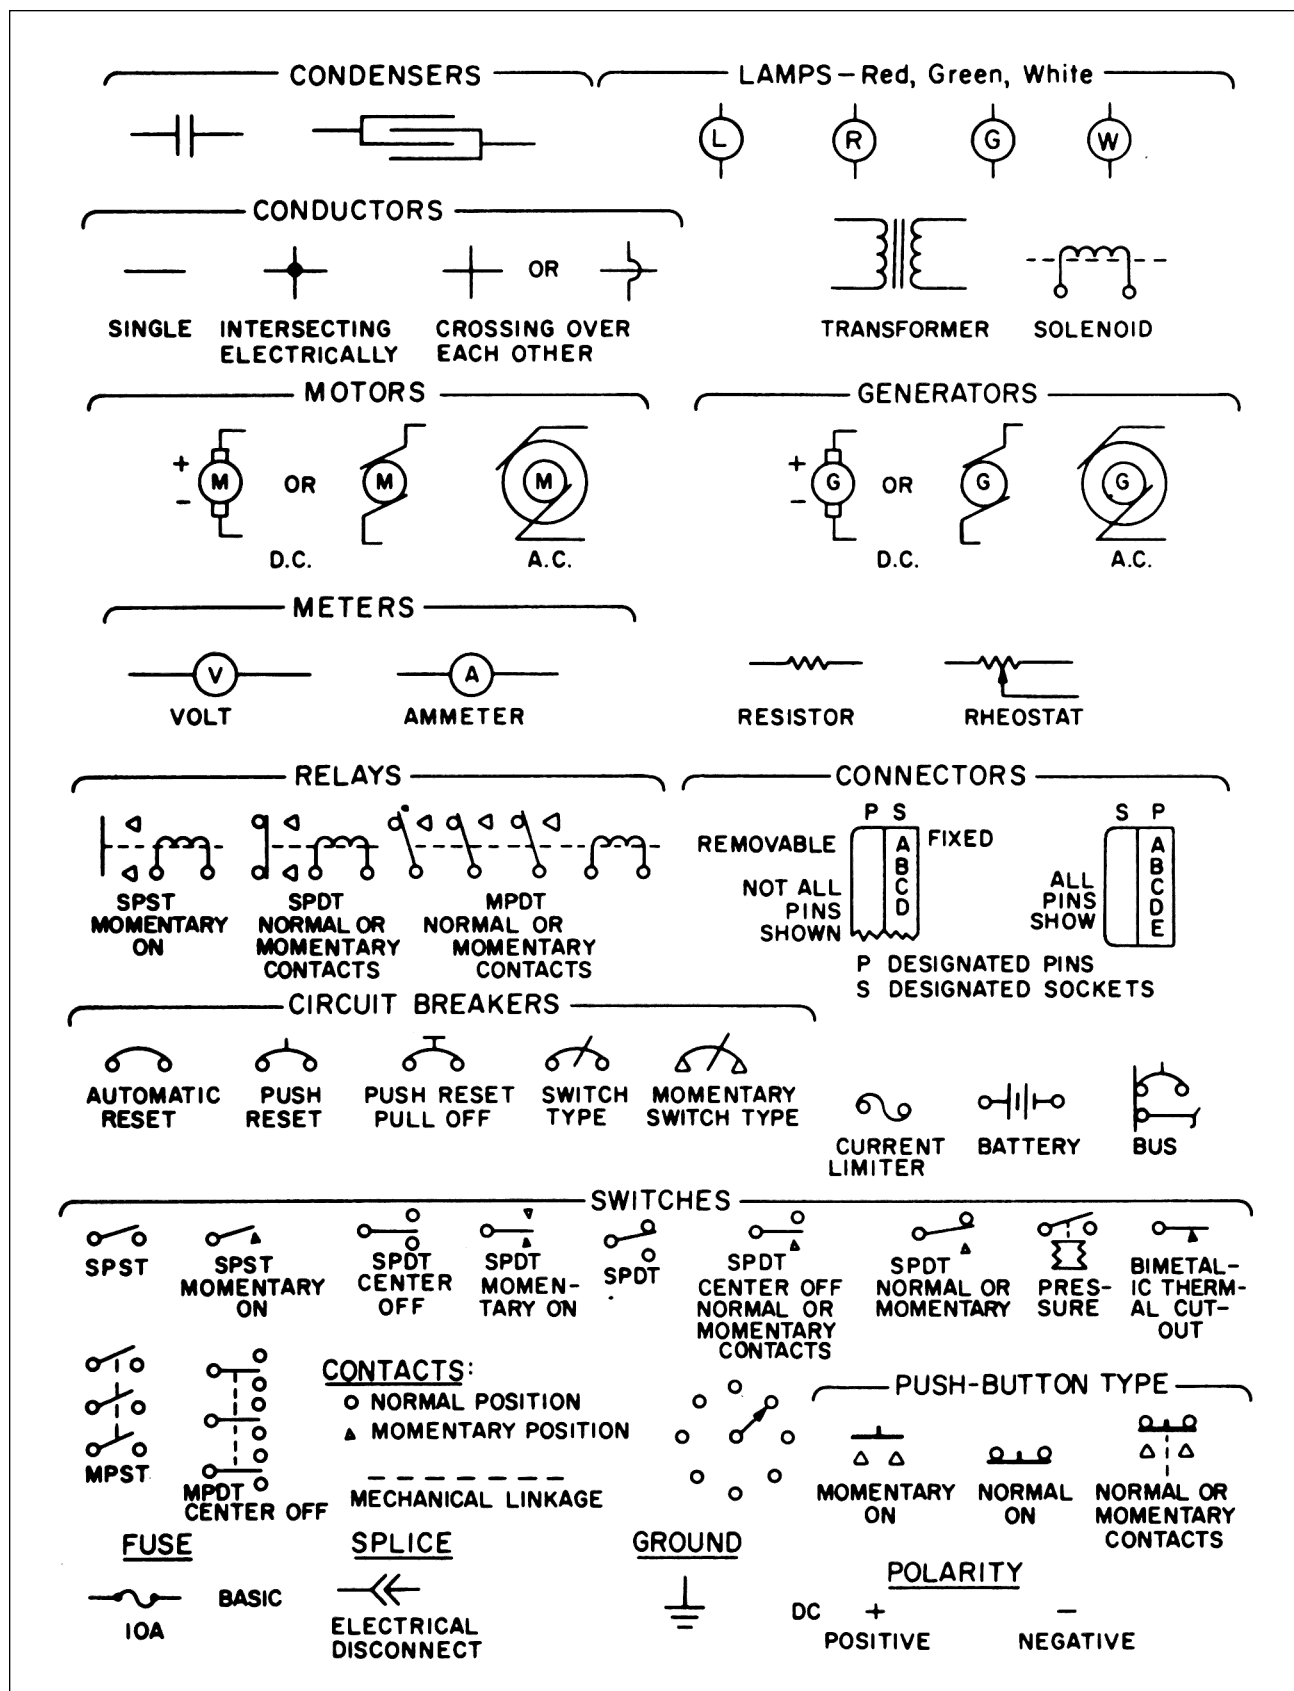 CONDENSERS
LAMPS – Red, Green, White
L R G W
CONDUCTORS
OR
SINGLE
INTERSECTING
ELECTRICALLY
CROSSING OVER
EACH OTHER
TRANSFORMER
SOLENOID
MOTORS
GENERATORS
+
–
M OR M M
D.C.
A.C.
+
–
G OR G G
D.C.
A.C.
METERS
V A
VOLT
AMMETER
RESISTOR
RHEOSTAT
RELAYS
SPST
MOMENTARY
ON
SPDT
NORMAL OR
MOMENTARY
CONTACTS
MPDT
NORMAL OR
MOMENTARY
CONTACTS
CONNECTORS
P S
REMOVABLE
FIXED
A
B
C
D
NOT ALL
PINS
SHOWN
S P
A
B
C
D
E
ALL
PINS
SHOW
P DESIGNATED PINS
S DESIGNATED SOCKETS
CIRCUIT BREAKERS
AUTOMATIC
RESET
PUSH
RESET
PUSH RESET
PULL OFF
SWITCH
TYPE
MOMENTARY
SWITCH TYPE
CURRENT
LIMITER
BATTERY
BUS
SWITCHES
SPST
SPST
MOMENTARY
ON
SPDT
CENTER
OFF
SPDT
MOMEN-
TARY ON
SPDT
SPDT
CENTER OFF
NORMAL OR
MOMENTARY
CONTACTS
SPDT
NORMAL OR
MOMENTARY
PRES-
SURE
BIMETAL-
IC THERM-
AL CUT-
OUT
MPST
MPDT
CENTER OFF
CONTACTS:
NORMAL POSITION
MOMENTARY POSITION
MECHANICAL LINKAGE
PUSH-BUTTON TYPE
MOMENTARY
ON
NORMAL
ON
NORMAL OR
MOMENTARY
CONTACTS
FUSE
BASIC
10A
SPLICE
ELECTRICAL
DISCONNECT
GROUND
POLARITY
DC + –
POSITIVE
NEGATIVE